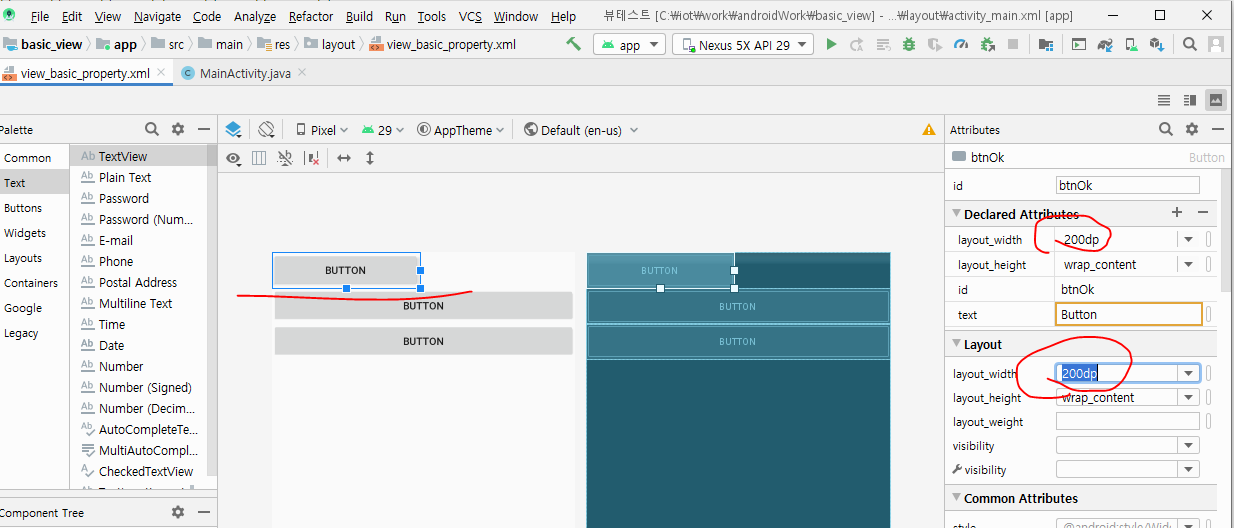 File Edit View Navigate Code Analyze Refactor Build Run Tools VCS Window Help 뷰테스트 [C:₩iot₩work₩androidWork₩basic_view] - ...₩layout₩activity_main.xml [app]
basic_view app src main res layout activity_main.xml app Nexus 5X API 29
view_basic_property.xml MainActivity.java
Palette Pixel 29 AppTheme Default (en-us) Attributes
Common
Text
Buttons
Widgets
Layouts
Containers
Google
Legacy
Ab TextView
Ab Plain Text
Ab Password
Ab Password (Num...
Ab E-mail
Ab Phone
Ab Postal Address
Ab Multiline Text
Ab Time
Ab Date
Ab Number
Ab Number (Signed)
Ab Number (Decim...
AutoCompleteTe...
MultiAutoCompl...
CheckedTextView
Component Tree
BUTTON
BUTTON
BUTTON
BUTTON
BUTTON
BUTTON
btnOk Button
id btnOk
Declared Attributes
layout_width 200dp
layout_height wrap_content
id btnOk
text Button
Layout
layout_width 200dp
layout_height wrap_content
layout_weight
visibility
visibility
Common Attributes
style @android:style/Wid